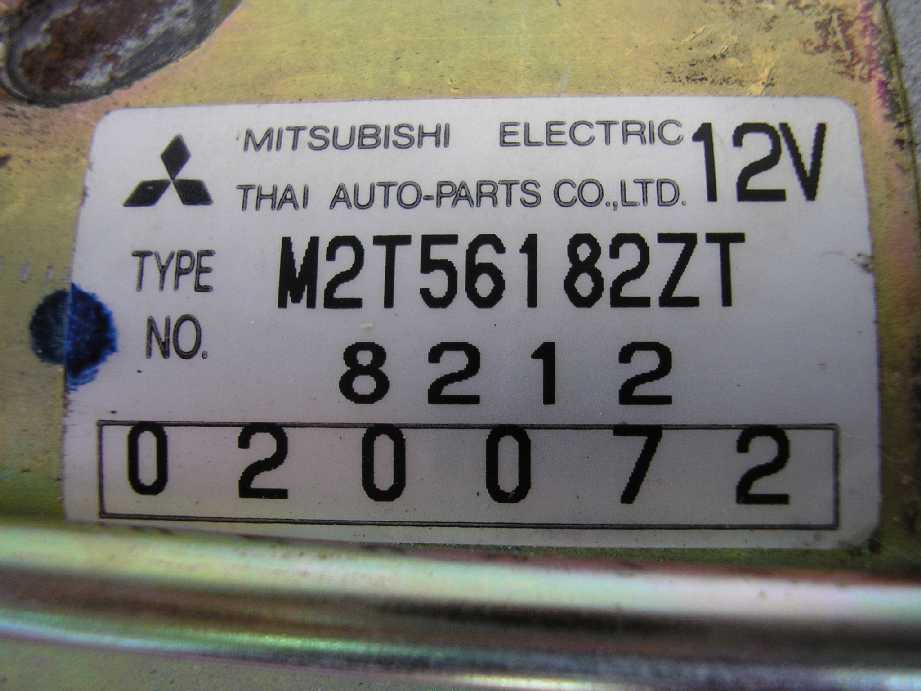 MITSUBISHI ELECTRIC 12V
THAI AUTO-PARTS CO.,LTD.
TYPE M2T56182ZT
NO. 8212
020072